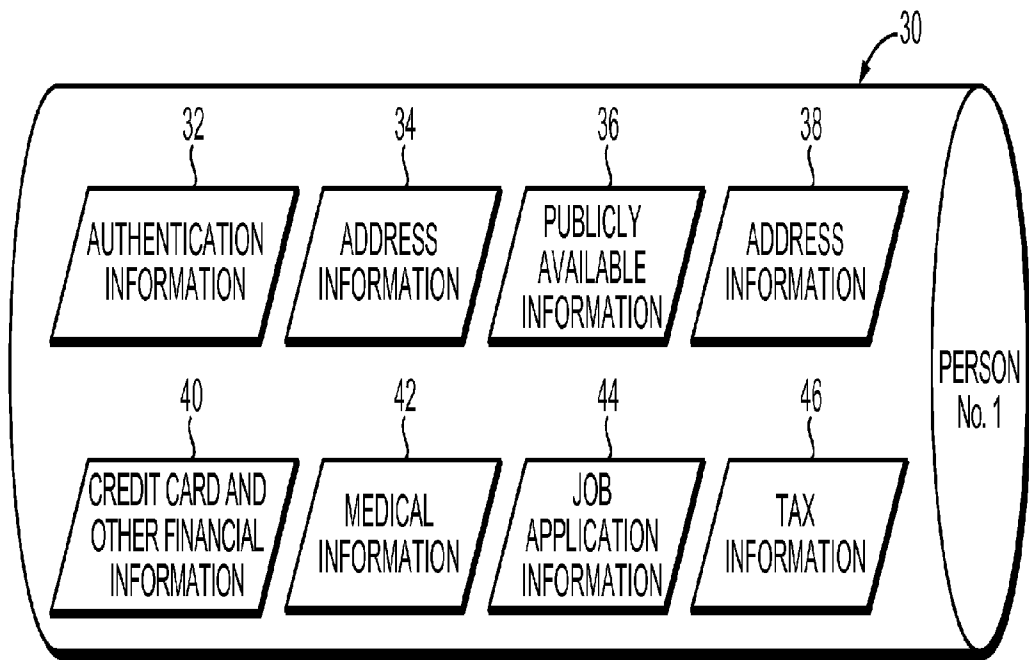 30
32
34
36
38
AUTHENTICATION
INFORMATION
ADDRESS
INFORMATION
PUBLICLY
AVAILABLE
INFORMATION
ADDRESS
INFORMATION
PERSON
No. 1
40
42
44
46
CREDIT CARD AND
OTHER FINANCIAL
INFORMATION
MEDICAL
INFORMATION
JOB
APPLICATION
INFORMATION
TAX
INFORMATION